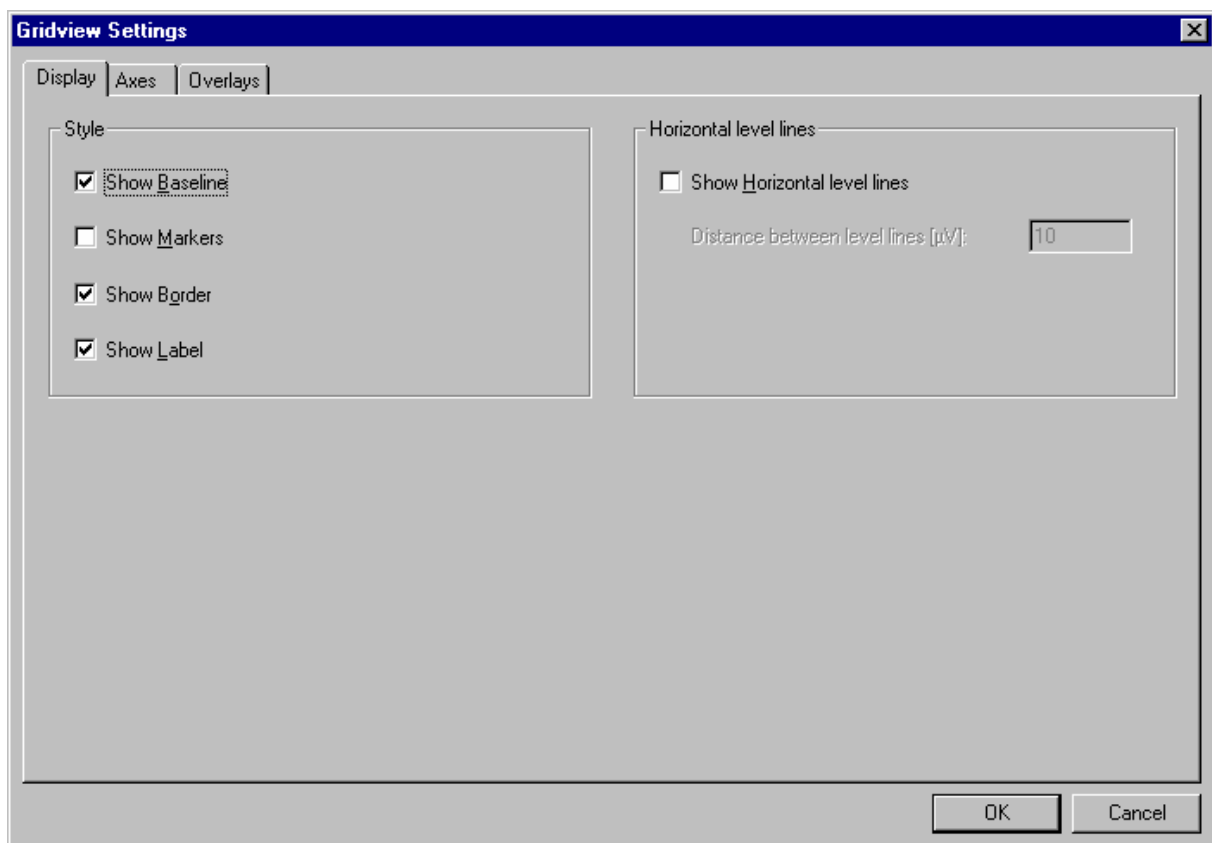 Gridview Settings
Display Axes Overlays
Style
Show Baseline
Show Markers
Show Border
Show Label
Horizontal level lines
Show Horizontal level lines
Distance between level lines [µV]: 10
OK Cancel